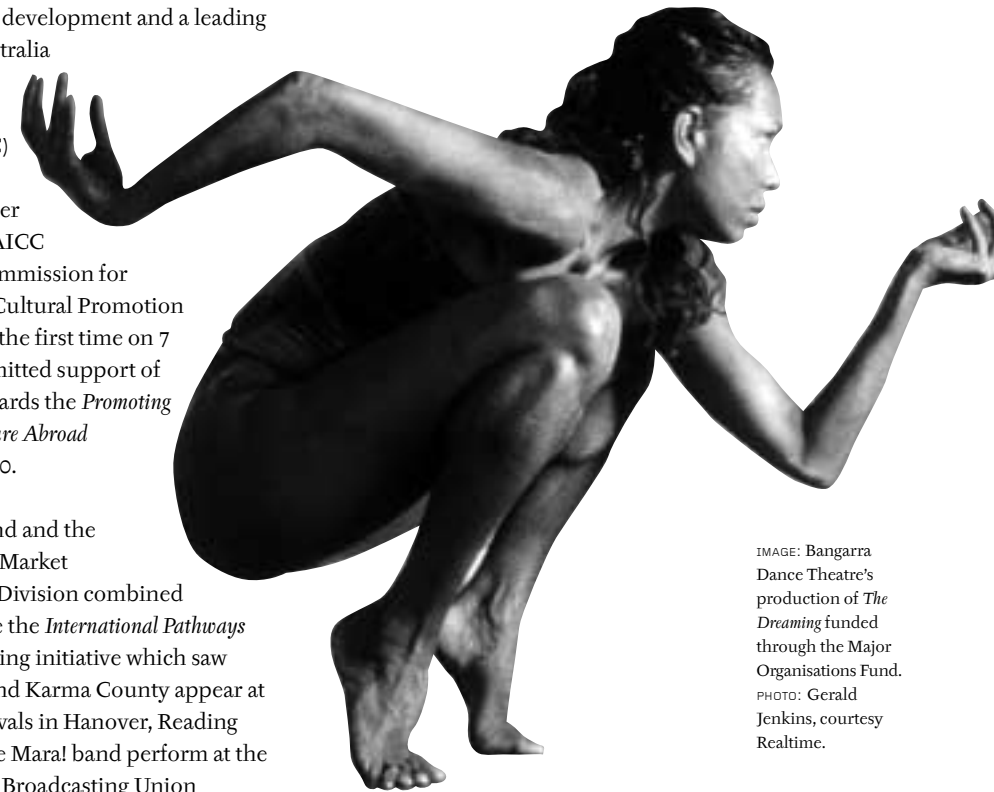 development and a leading
tralia
)
er
AICC
mmission for
Cultural Promotion
the first time on 7
mitted support of
ards the Promoting
re Abroad
0.
nd and the
Market
Division combined
e the International Pathways
ing initiative which saw
nd Karma County appear at
vals in Hanover, Reading
e Mara! band perform at the
Broadcasting Union
IMAGE: Bangarra
Dance Theatre's
production of The
Dreaming funded
through the Major
Organisations Fund.
PHOTO: Gerald
Jenkins, courtesy
Realtime.